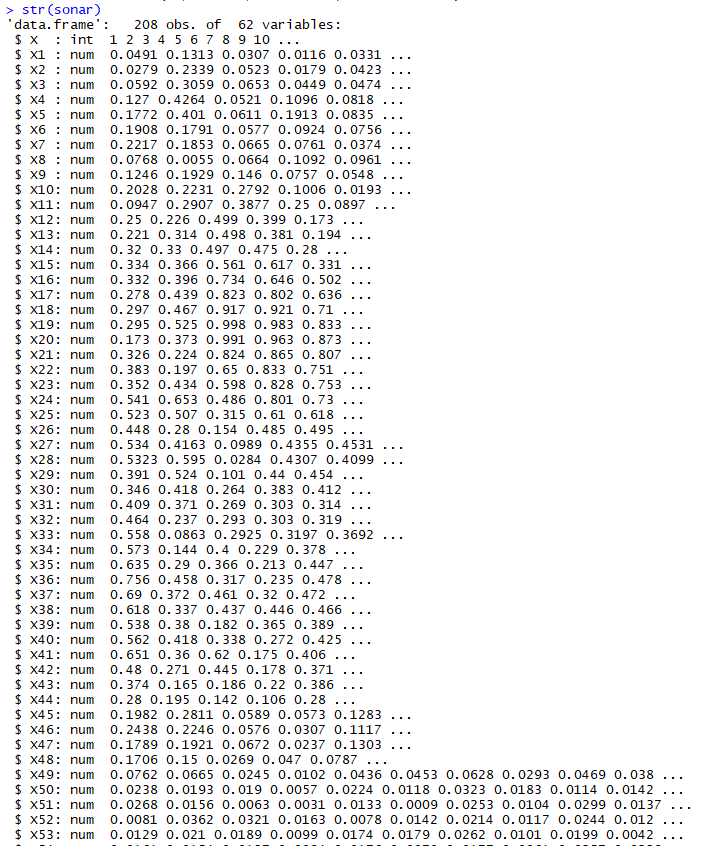 > str(sonar)
'data.frame':   208 obs. of  62 variables:
 $ X  : int  1 2 3 4 5 6 7 8 9 10 ...
 $ X1 : num  0.0491 0.1313 0.0307 0.0116 0.0331 ...
 $ X2 : num  0.0279 0.2339 0.0523 0.0179 0.0423 ...
 $ X3 : num  0.0592 0.3059 0.0653 0.0449 0.0474 ...
 $ X4 : num  0.127 0.4264 0.0521 0.1096 0.0818 ...
 $ X5 : num  0.1772 0.401 0.0611 0.1913 0.0835 ...
 $ X6 : num  0.1908 0.1791 0.0577 0.0924 0.0756 ...
 $ X7 : num  0.2217 0.1853 0.0665 0.0761 0.0374 ...
 $ X8 : num  0.0768 0.0055 0.0664 0.1092 0.0961 ...
 $ X9 : num  0.1246 0.1929 0.146 0.0757 0.0548 ...
 $ X10: num  0.2028 0.2231 0.2792 0.1006 0.0193 ...
 $ X11: num  0.0947 0.2907 0.3877 0.25 0.0897 ...
 $ X12: num  0.25 0.226 0.499 0.399 0.173 ...
 $ X13: num  0.221 0.314 0.498 0.381 0.194 ...
 $ X14: num  0.32 0.33 0.497 0.475 0.28 ...
 $ X15: num  0.334 0.366 0.561 0.617 0.331 ...
 $ X16: num  0.332 0.396 0.734 0.646 0.502 ...
 $ X17: num  0.278 0.439 0.823 0.802 0.636 ...
 $ X18: num  0.297 0.467 0.917 0.921 0.71 ...
 $ X19: num  0.295 0.525 0.998 0.983 0.833 ...
 $ X20: num  0.173 0.373 0.991 0.963 0.873 ...
 $ X21: num  0.326 0.224 0.824 0.865 0.807 ...
 $ X22: num  0.383 0.197 0.65 0.833 0.751 ...
 $ X23: num  0.352 0.434 0.598 0.828 0.753 ...
 $ X24: num  0.541 0.653 0.486 0.801 0.73 ...
 $ X25: num  0.523 0.507 0.315 0.61 0.618 ...
 $ X26: num  0.448 0.28 0.154 0.485 0.495 ...
 $ X27: num  0.534 0.4163 0.0989 0.4355 0.4531 ...
 $ X28: num  0.5323 0.595 0.0284 0.4307 0.4099 ...
 $ X29: num  0.391 0.524 0.101 0.44 0.454 ...
 $ X30: num  0.346 0.418 0.264 0.383 0.412 ...
 $ X31: num  0.409 0.371 0.269 0.303 0.314 ...
 $ X32: num  0.464 0.237 0.293 0.303 0.319 ...
 $ X33: num  0.558 0.0863 0.2925 0.3197 0.3692 ...
 $ X34: num  0.573 0.144 0.4 0.229 0.378 ...
 $ X35: num  0.635 0.29 0.366 0.213 0.447 ...
 $ X36: num  0.756 0.458 0.317 0.235 0.478 ...
 $ X37: num  0.69 0.372 0.461 0.32 0.472 ...
 $ X38: num  0.618 0.337 0.437 0.446 0.466 ...
 $ X39: num  0.538 0.38 0.182 0.365 0.389 ...
 $ X40: num  0.562 0.418 0.338 0.272 0.425 ...
 $ X41: num  0.651 0.36 0.62 0.175 0.406 ...
 $ X42: num  0.48 0.271 0.445 0.178 0.371 ...
 $ X43: num  0.374 0.165 0.186 0.22 0.386 ...
 $ X44: num  0.28 0.195 0.142 0.106 0.28 ...
 $ X45: num  0.1982 0.2811 0.0589 0.0573 0.1283 ...
 $ X46: num  0.2438 0.2246 0.0576 0.0307 0.1117 ...
 $ X47: num  0.1789 0.1921 0.0672 0.0237 0.1303 ...
 $ X48: num  0.1706 0.15 0.0269 0.047 0.0787 ...
 $ X49: num  0.0762 0.0665 0.0245 0.0102 0.0436 0.0453 0.0628 0.0293 0.0469 0.038 ...
 $ X50: num  0.0238 0.0193 0.019 0.0057 0.0224 0.0118 0.0323 0.0183 0.0114 0.0142 ...
 $ X51: num  0.0268 0.0156 0.0063 0.0031 0.0133 0.0009 0.0253 0.0104 0.0299 0.0137 ...
 $ X52: num  0.0081 0.0362 0.0321 0.0163 0.0078 0.0142 0.0214 0.0117 0.0244 0.012 ...
 $ X53: num  0.0129 0.021 0.0189 0.0099 0.0174 0.0179 0.0262 0.0101 0.0199 0.0042 ...